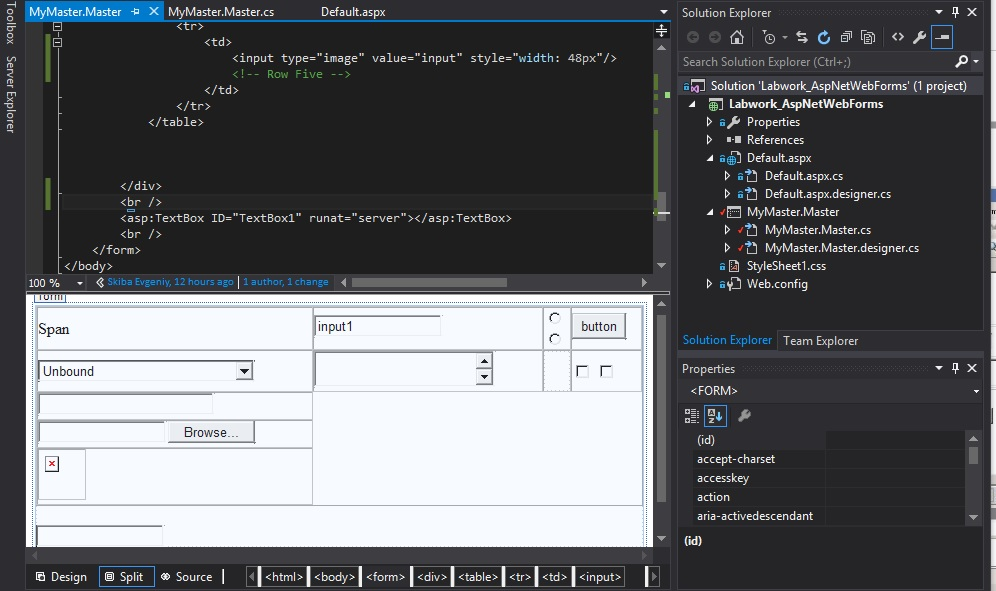 Toolbox
Server Explorer
MyMaster.Master
MyMaster.Master.cs
Default.aspx
<tr>
<td>
<input type="image" value="input" style="width: 48px"/>
<!-- Row Five -->
</td>
</tr>
</table>
</div>
<br />
<asp:TextBox ID="TextBox1" runat="server"></asp:TextBox>
<br />
</form>
</body>
100 %
Skiba Evgeniy, 12 hours ago | 1 author, 1 change
form
Span
input1
button
Unbound
Browse...
Design
Split
Source
<html> <body> <form> <div> <table> <tr> <td> <input>
Solution Explorer
Search Solution Explorer (Ctrl+;)
Solution 'Labwork_AspNetWebForms' (1 project)
Labwork_AspNetWebForms
Properties
References
Default.aspx
Default.aspx.cs
Default.aspx.designer.cs
MyMaster.Master
MyMaster.Master.cs
MyMaster.Master.designer.cs
StyleSheet1.css
Web.config
Solution Explorer
Team Explorer
Properties
<FORM>
(id)
accept-charset
accesskey
action
aria-activedescendant
(id)